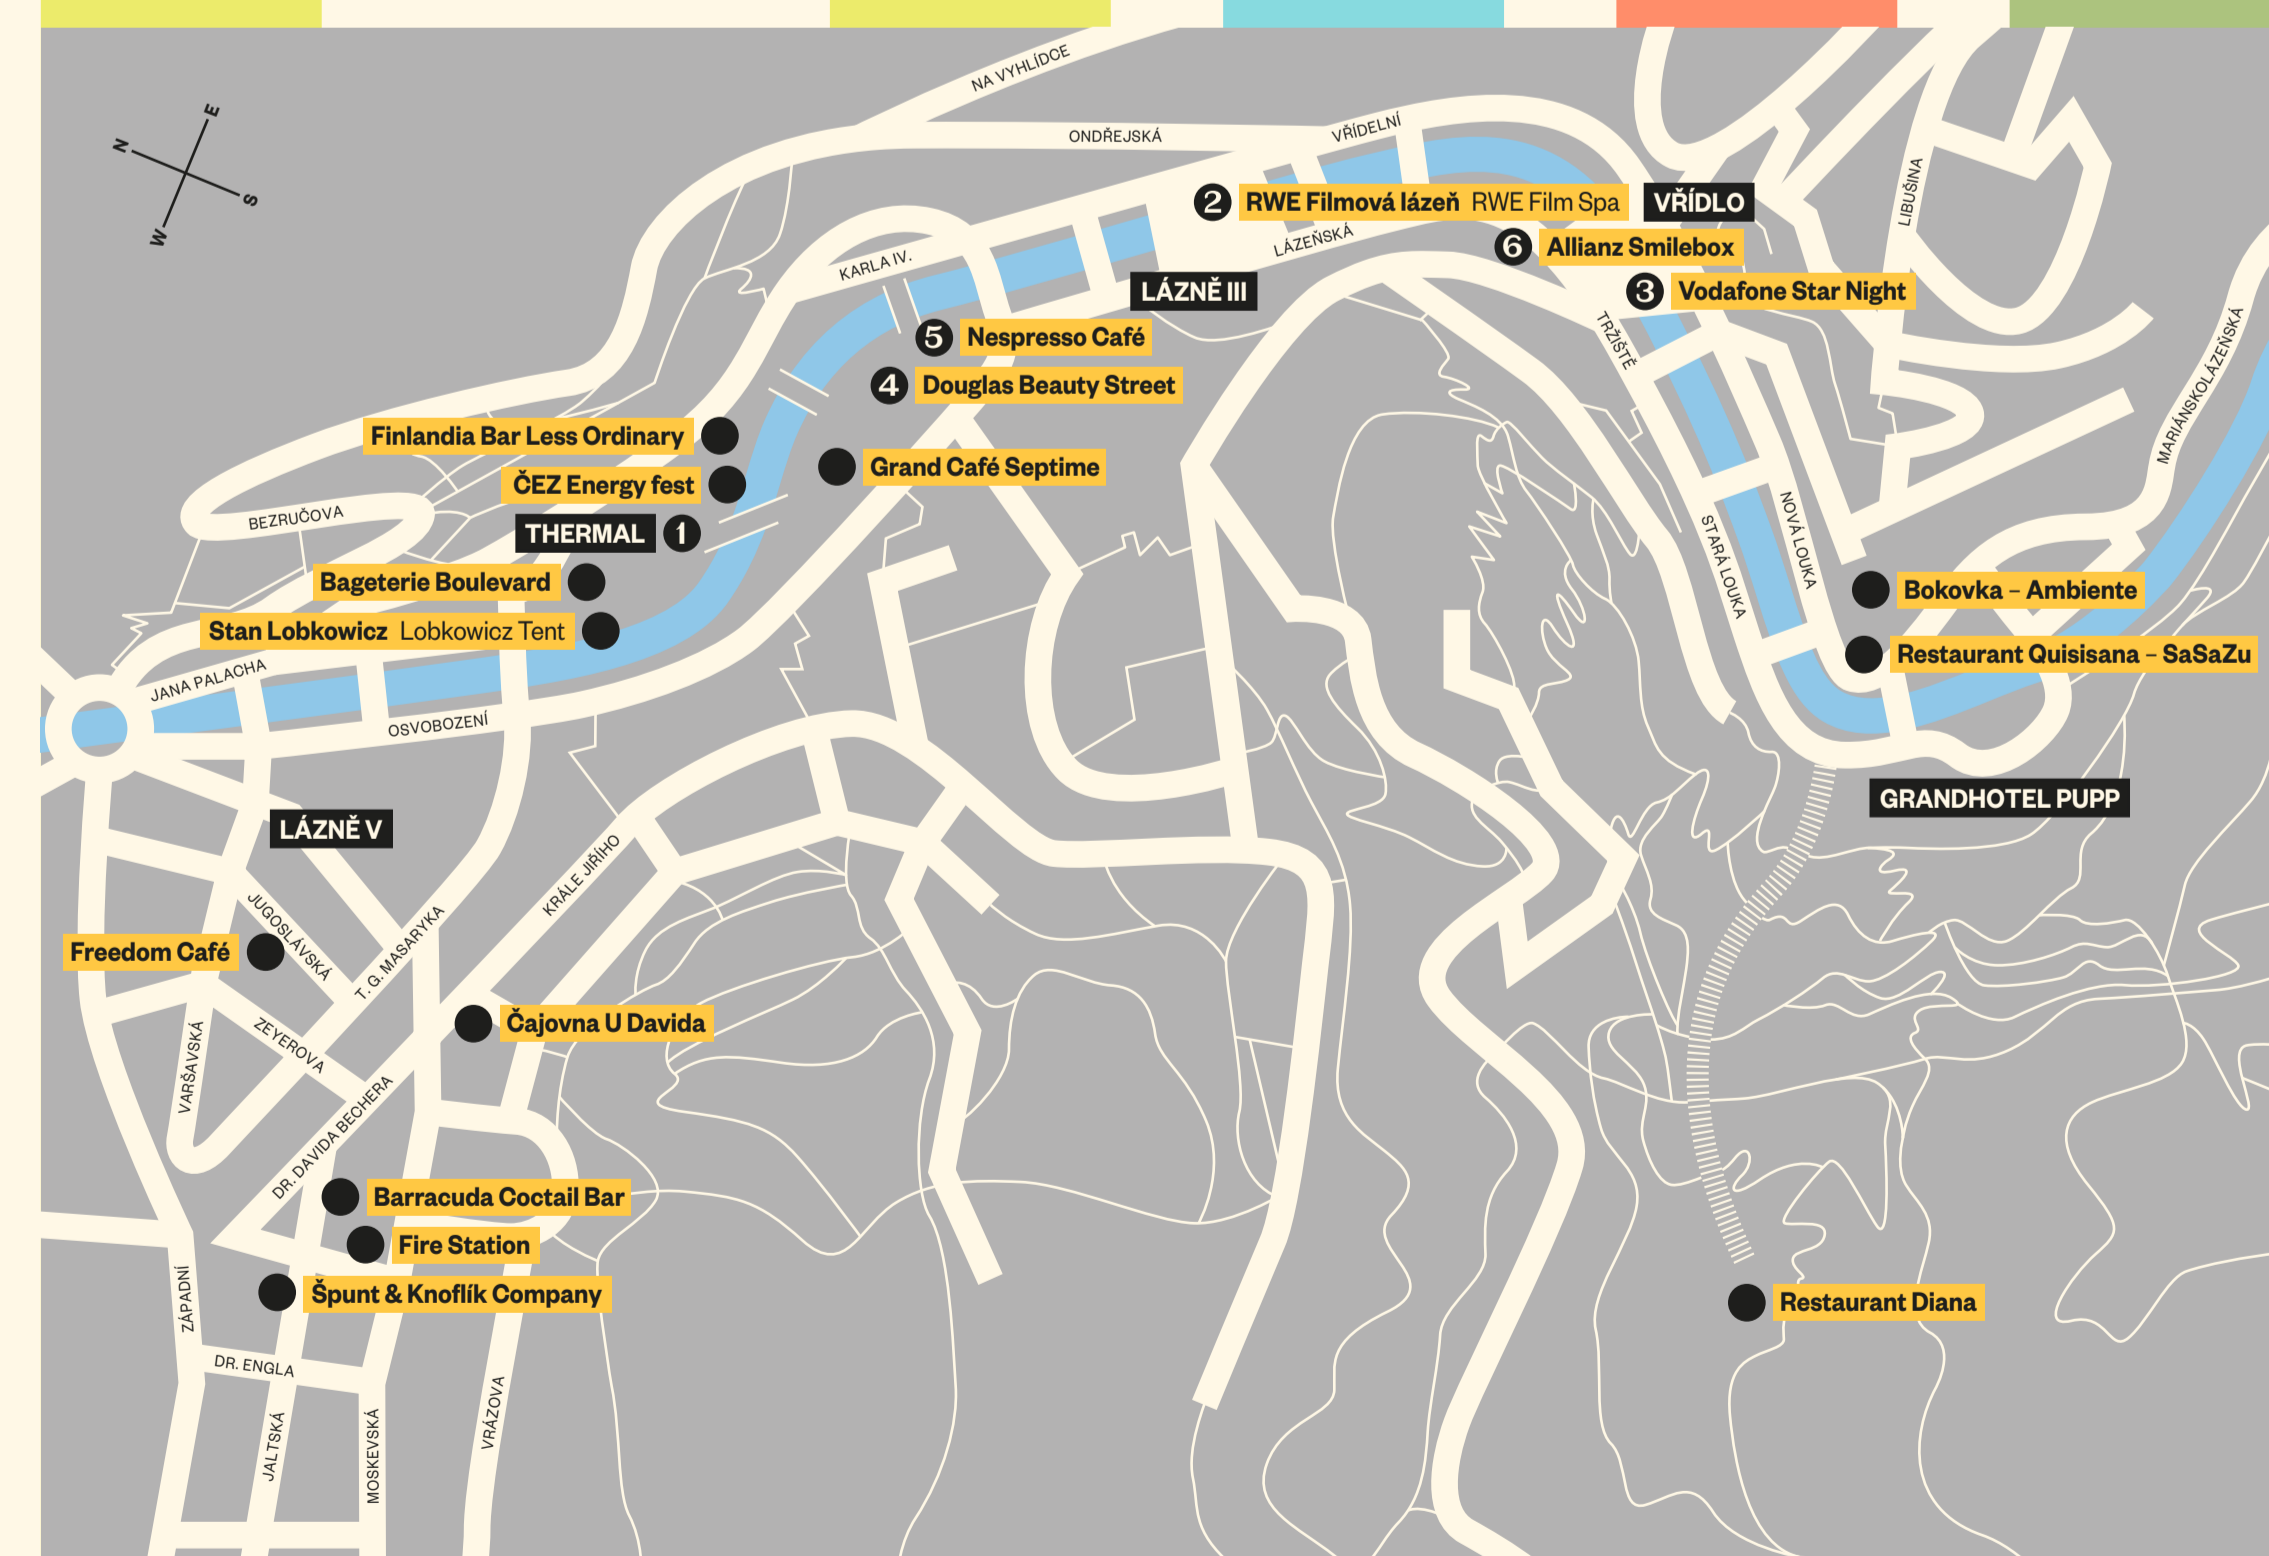 NA VYHLÍDCE
ONDŘEJSKÁ
VŘÍDELNÍ
E
N
S
W
LIBUŠINA
2 RWE Filmová lázeň RWE Film Spa
VŘÍDLO
LÁZEŇSKÁ
6 Allianz Smilebox
KARLA IV.
LÁZNĚ III
3 Vodafone Star Night
TRŽIŠTĚ
MARIÁNSKOLÁZEŇSKÁ
5 Nespresso Café
4 Douglas Beauty Street
Finlandia Bar Less Ordinary
Grand Café Septime
ČEZ Energy fest
BEZRUČOVA
THERMAL 1
STARÁ LOUKA
NOVÁ LOUKA
Bageterie Boulevard
Bokovka – Ambiente
Stan Lobkowicz Lobkowicz Tent
Restaurant Quisisana – SaSaZu
JANA PALACHA
OSVOBOZENÍ
GRANDHOTEL PUPP
LÁZNĚ V
KRÁLE JIŘÍHO
JUGOSLÁVSKÁ
T. G. MASARYKA
Freedom Café
Čajovna U Davida
VARŠAVSKÁ
ZEYEROVA
DR. DAVIDA BECHERA
Barracuda Coctail Bar
Fire Station
Špunt & Knoflík Company
Restaurant Diana
ZÁPADNÍ
DR. ENGLA
JALTSKÁ
MOSKEVSKÁ
VRÁZOVA